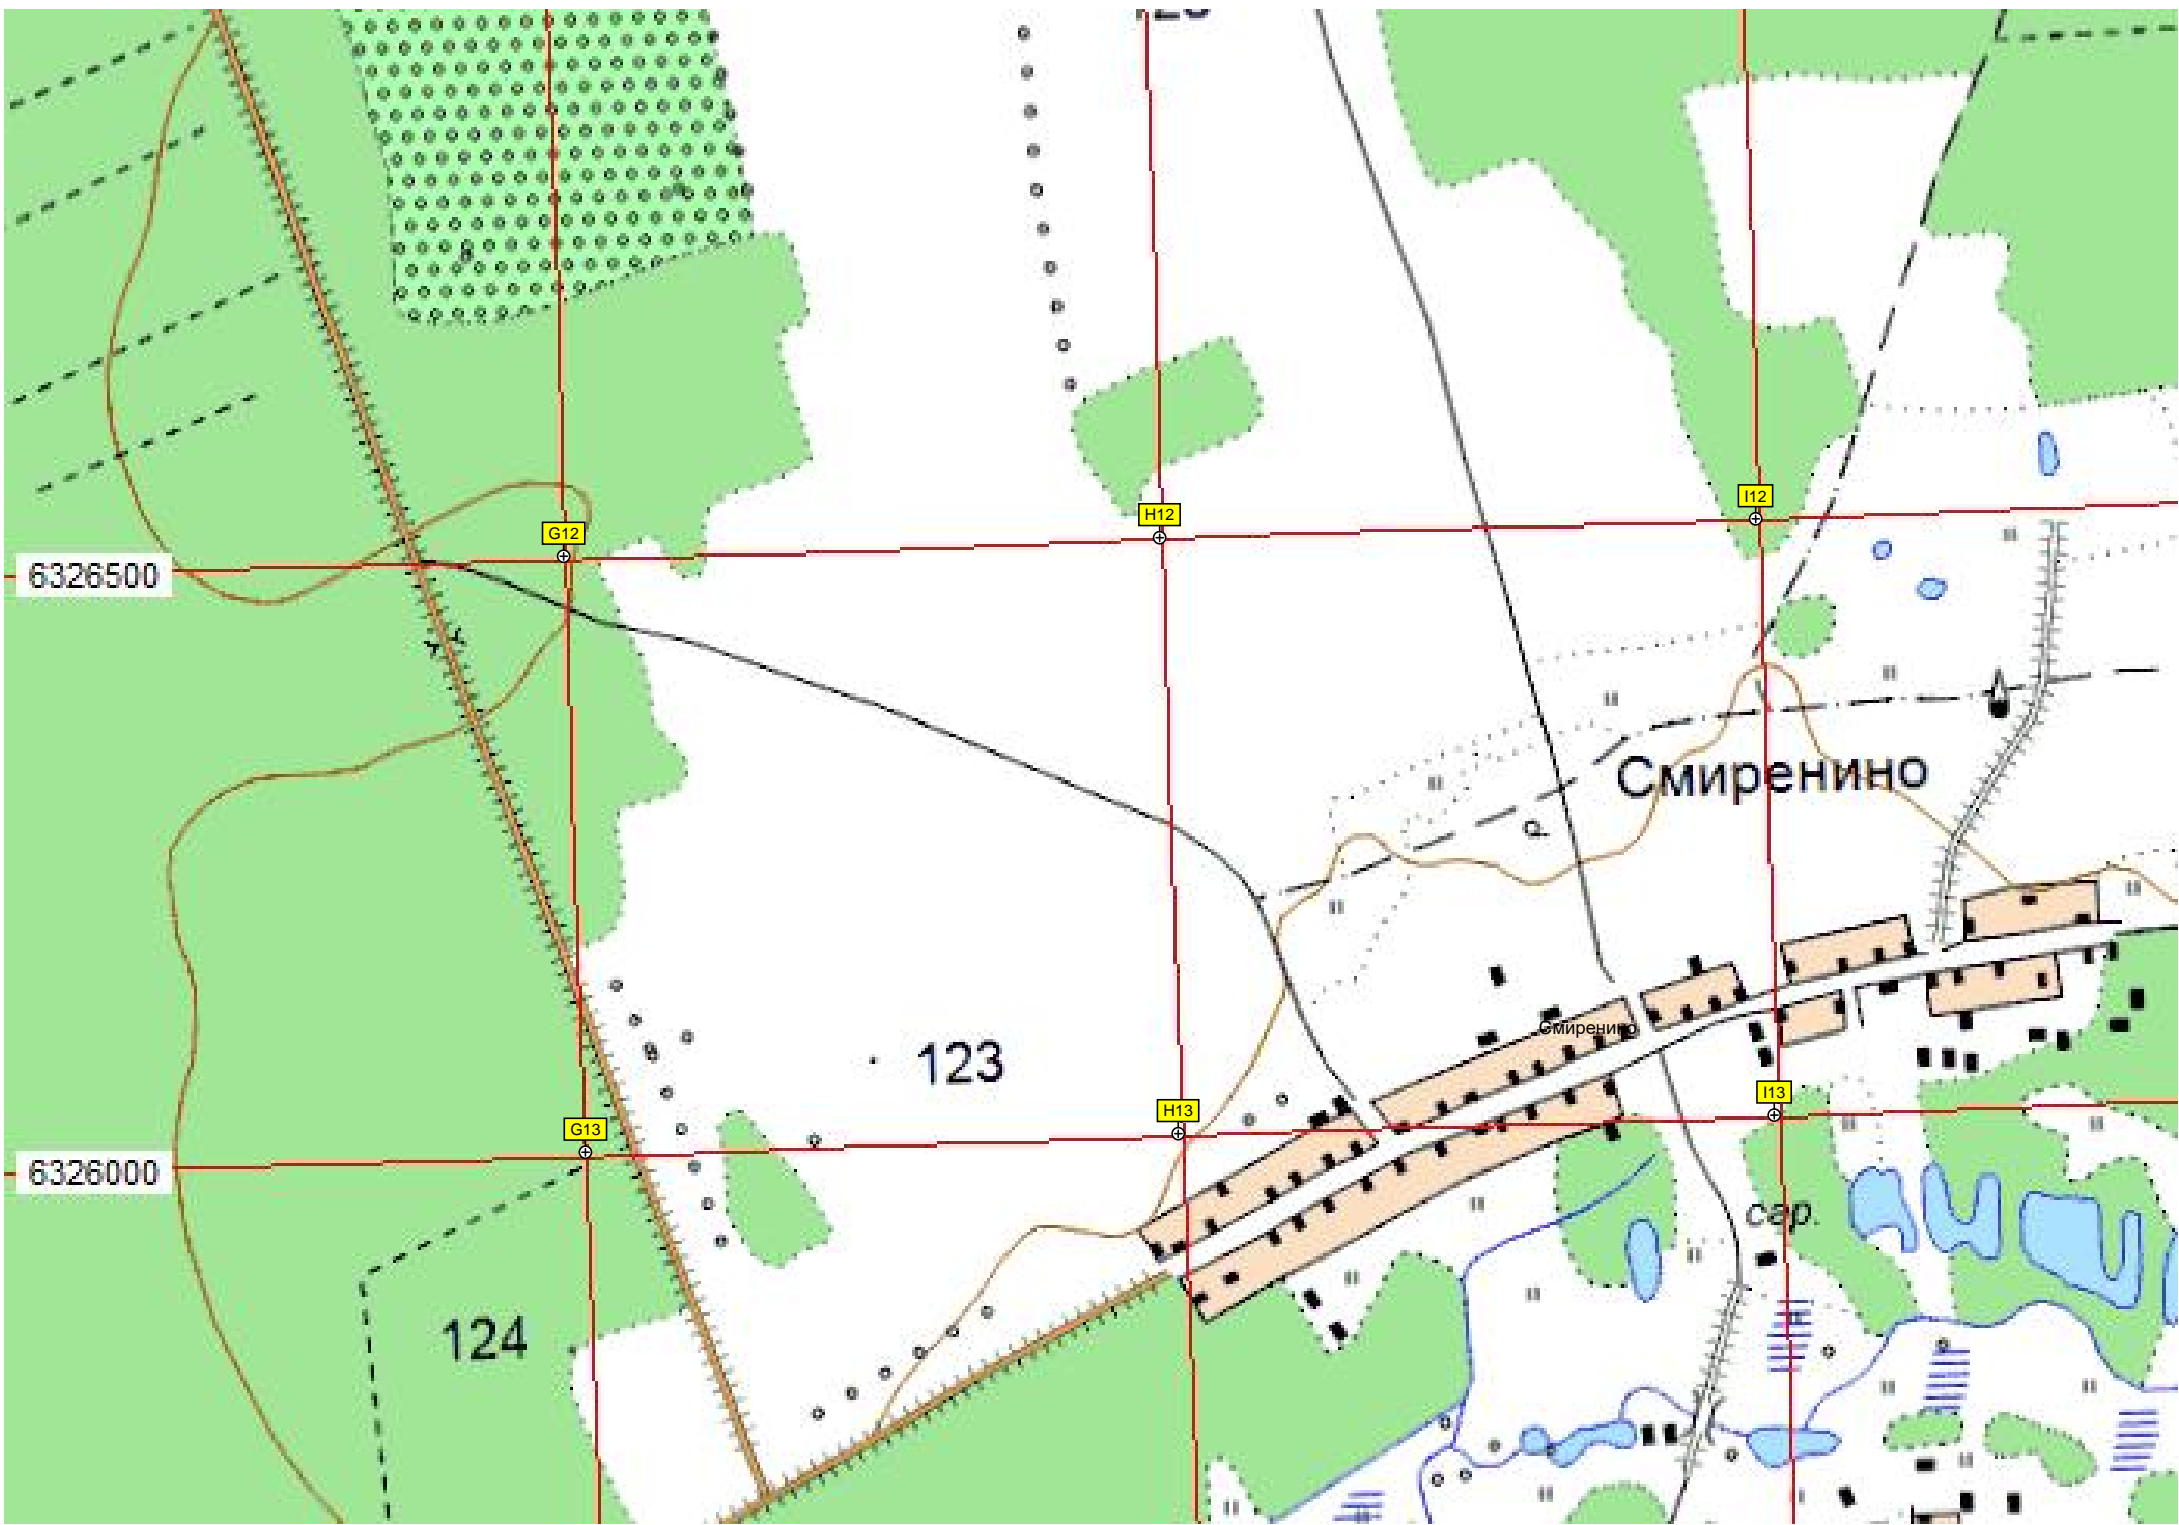 I12
H12
G12
6326500
Смиренино
р
Смиренино
123
I13
H13
G13
6326000
сар.
124